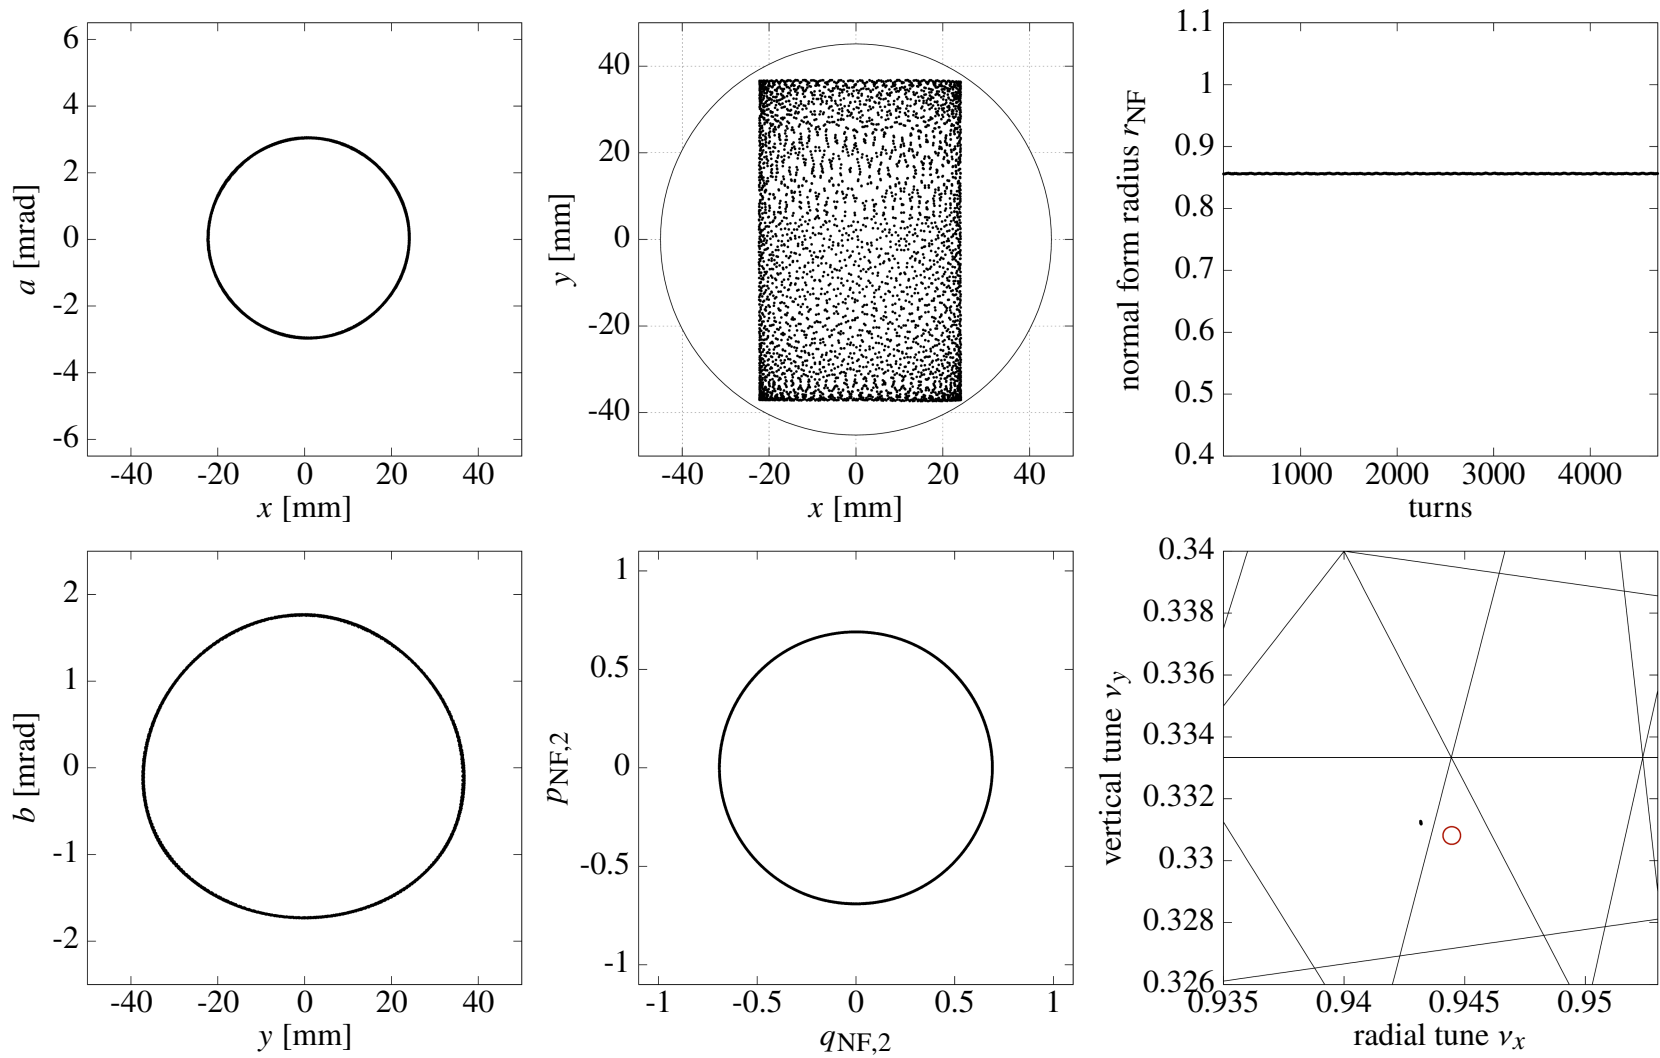 6
4
2
0
-2
-4
-6
a [mrad]
-40 -20 0 20 40
x [mm]
40
20
0
-20
-40
y [mm]
-40 -20 0 20 40
x [mm]
1.1
1
0.9
0.8
0.7
0.6
0.5
0.4
normal form radius rNF
1000 2000 3000 4000
turns
2
1
0
-1
-2
b [mrad]
-40 -20 0 20 40
y [mm]
1
0.5
0
-0.5
-1
pNF,2
-1 -0.5 0 0.5 1
qNF,2
0.34
0.338
0.336
0.334
0.332
0.33
0.328
0.326
vertical tune νy
0.935 0.94 0.945 0.95
radial tune νx